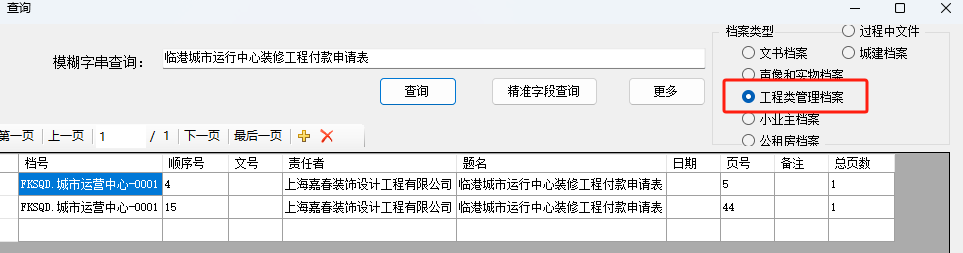 查询
档案类型
过程中文件
模糊字串查询： 临港城市运行中心装修工程付款申请表
文书档案 城建档案
声像和实物档案
查询 精准字段查询 更多
工程类管理档案
小业主档案
第一页 上一页 1 / 1 下一页 最后一页
公租房档案
档号 顺序号 文号 责任者 题名 日期 页号 备注 总页数
FKSQD.城市运营中心-0001 4 上海嘉春装饰设计工程有限公司 临港城市运行中心装修工程付款申请表 5 1
FKSQD.城市运营中心-0001 15 上海嘉春装饰设计工程有限公司 临港城市运行中心装修工程付款申请表 44 1